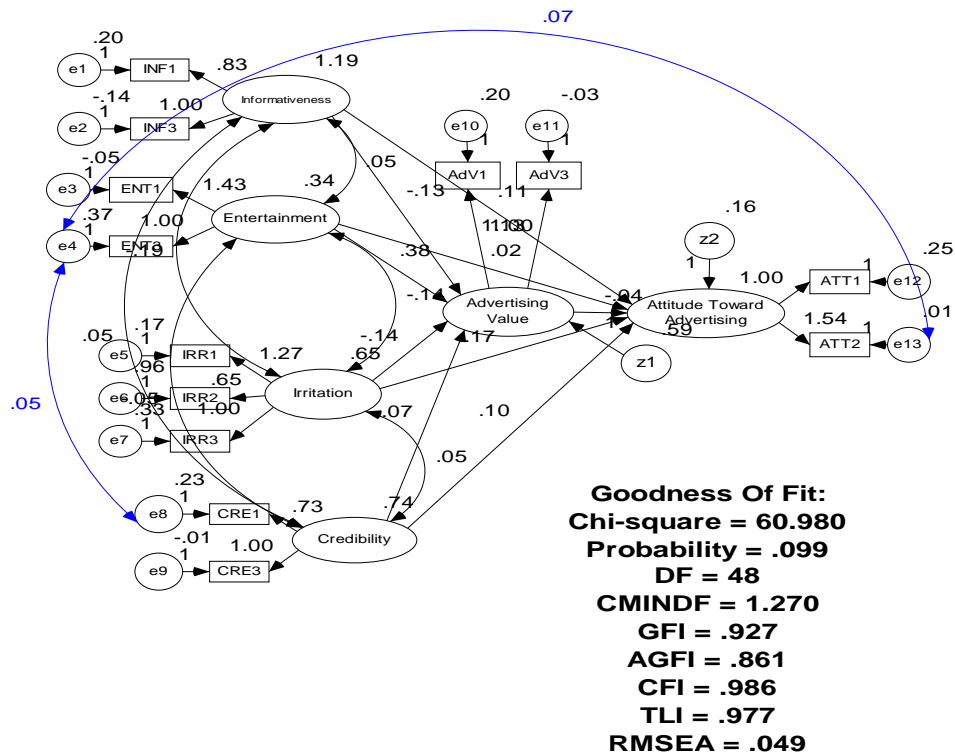 .07
.20
1
e1
INF1
.83
1.19
Informativeness
-.14
1
e2
INF3
1.00
.20
1
e10
AdV1
-.03
1
e11
AdV3
-.05
1
e3
ENT1
1.43
.34
.05
-.13
.11
Entertainment
.37
1
e4
ENT3
1.00
-.19
.38
.02
1.00
.16
z2
1
.25
1.00
ATT1
1
e12
-.14
Advertising
Value
-.04
Attitude Toward
Advertising
.01
1.54
ATT2
1
e13
.05
.17
1
e5
IRR1
1.27
-.14
.65
.17
1
.59
z1
.96
1
e6
IRR2
.65
Irritation
.05
-.05
.33
1
e7
IRR3
1.00
.07
.10
.05
.23
1
e8
CRE1
.73
.74
Credibility
-.01
1
e9
CRE3
1.00
Goodness Of Fit:
Chi-square = 60.980
Probability = .099
DF = 48
CMINDF = 1.270
GFI = .927
AGFI = .861
CFI = .986
TLI = .977
RMSEA = .049